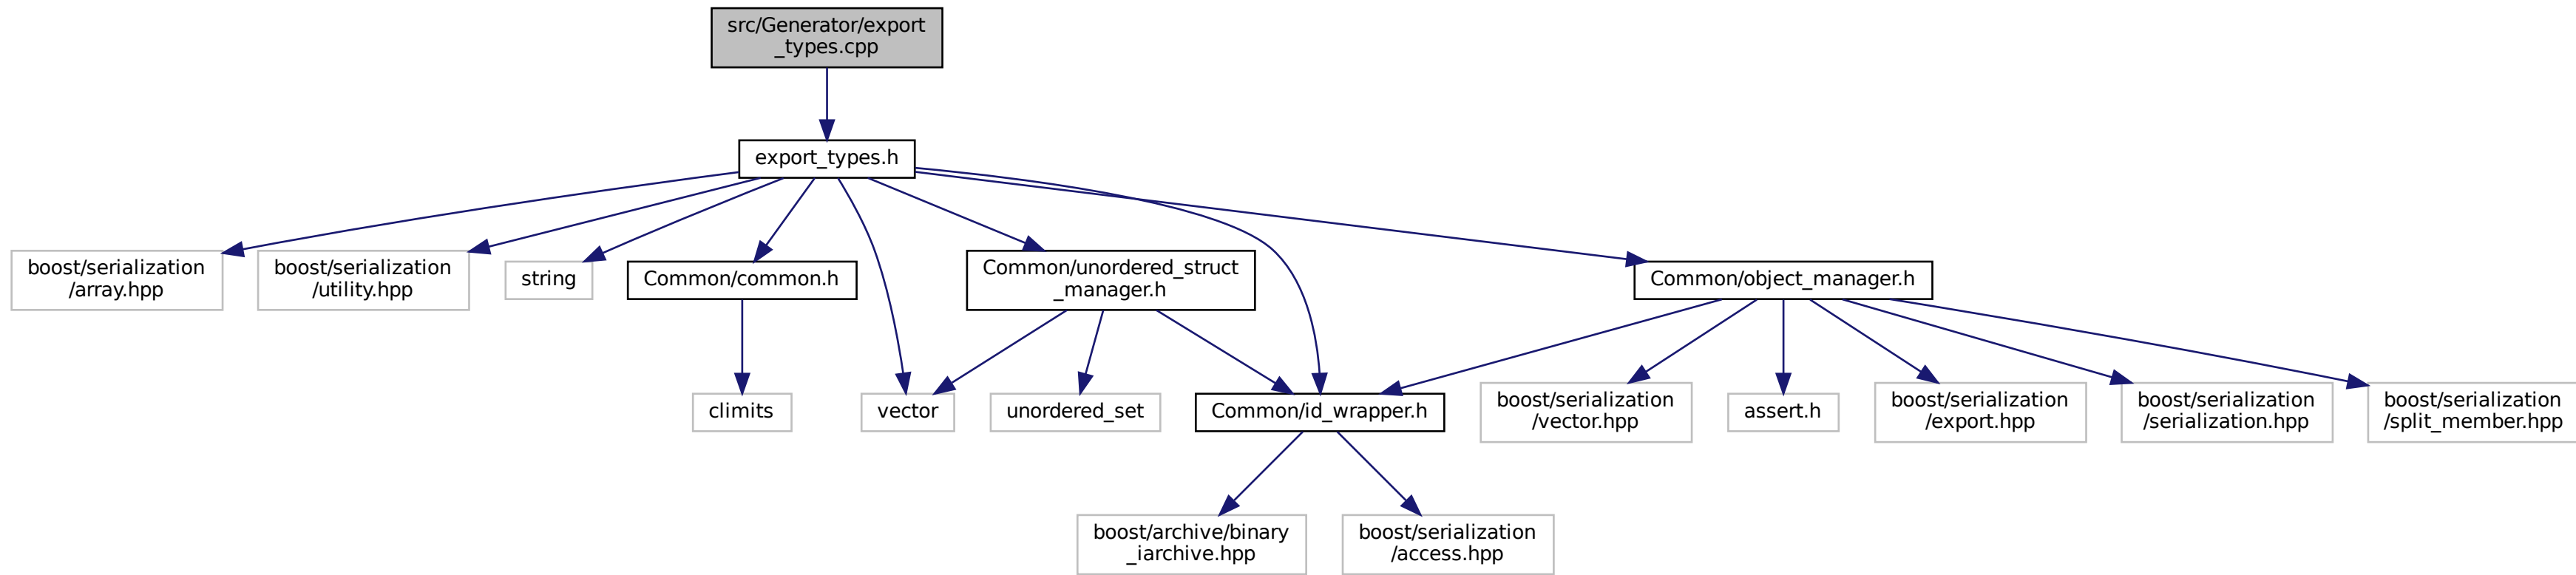 src/Generator/export
_types.cpp
export_types.h
boost/serialization
/array.hpp
boost/serialization
/utility.hpp
string
Common/common.h
Common/unordered_struct
_manager.h
Common/object_manager.h
climits
vector
unordered_set
Common/id_wrapper.h
boost/serialization
/vector.hpp
assert.h
boost/serialization
/export.hpp
boost/serialization
/serialization.hpp
boost/serialization
/split_member.hpp
boost/archive/binary
_iarchive.hpp
boost/serialization
/access.hpp